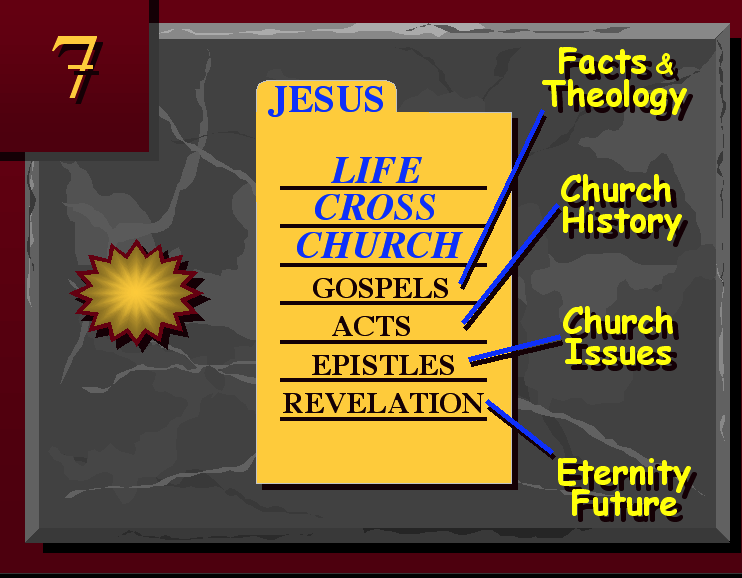 7
JESUS
LIFE
CROSS
CHURCH
GOSPELS
ACTS
EPISTLES
REVELATION
Facts &
Theology
Church
History
Church
Issues
Eternity
Future